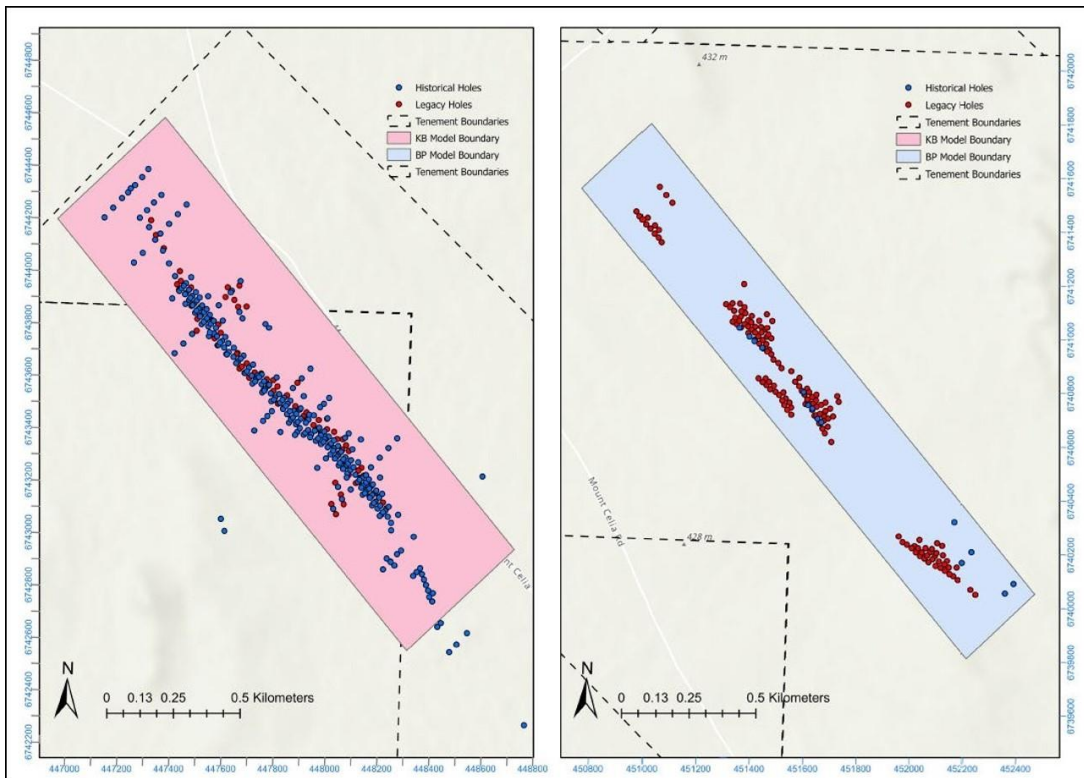 6744800
6744600
6744400
6744200
6744000
6743800
6743600
6743400
6743200
6743000
6742800
6742600
6742400
6742200
Historical Holes
Legacy Holes
Tenement Boundaries
KB Model Boundary
BP Model Boundary
Tenement Boundaries
nt Celia
N
0 0.13 0.25 0.5 Kilometers
447000 447200 447400 447600 447800 448000 448200 448400 448600 448800
432 m
Historical Holes
Legacy Holes
Tenement Boundaries
KB Model Boundary
BP Model Boundary
Tenement Boundaries
Mount Celia Rd
428 m
N
0 0.13 0.25 0.5 Kilometers
6742000
6741800
6741600
6741400
6741200
6741000
6740800
6740600
6740400
6740200
6740000
6739800
6739600
450800 451000 451200 451400 451600 451800 452000 452200 452400